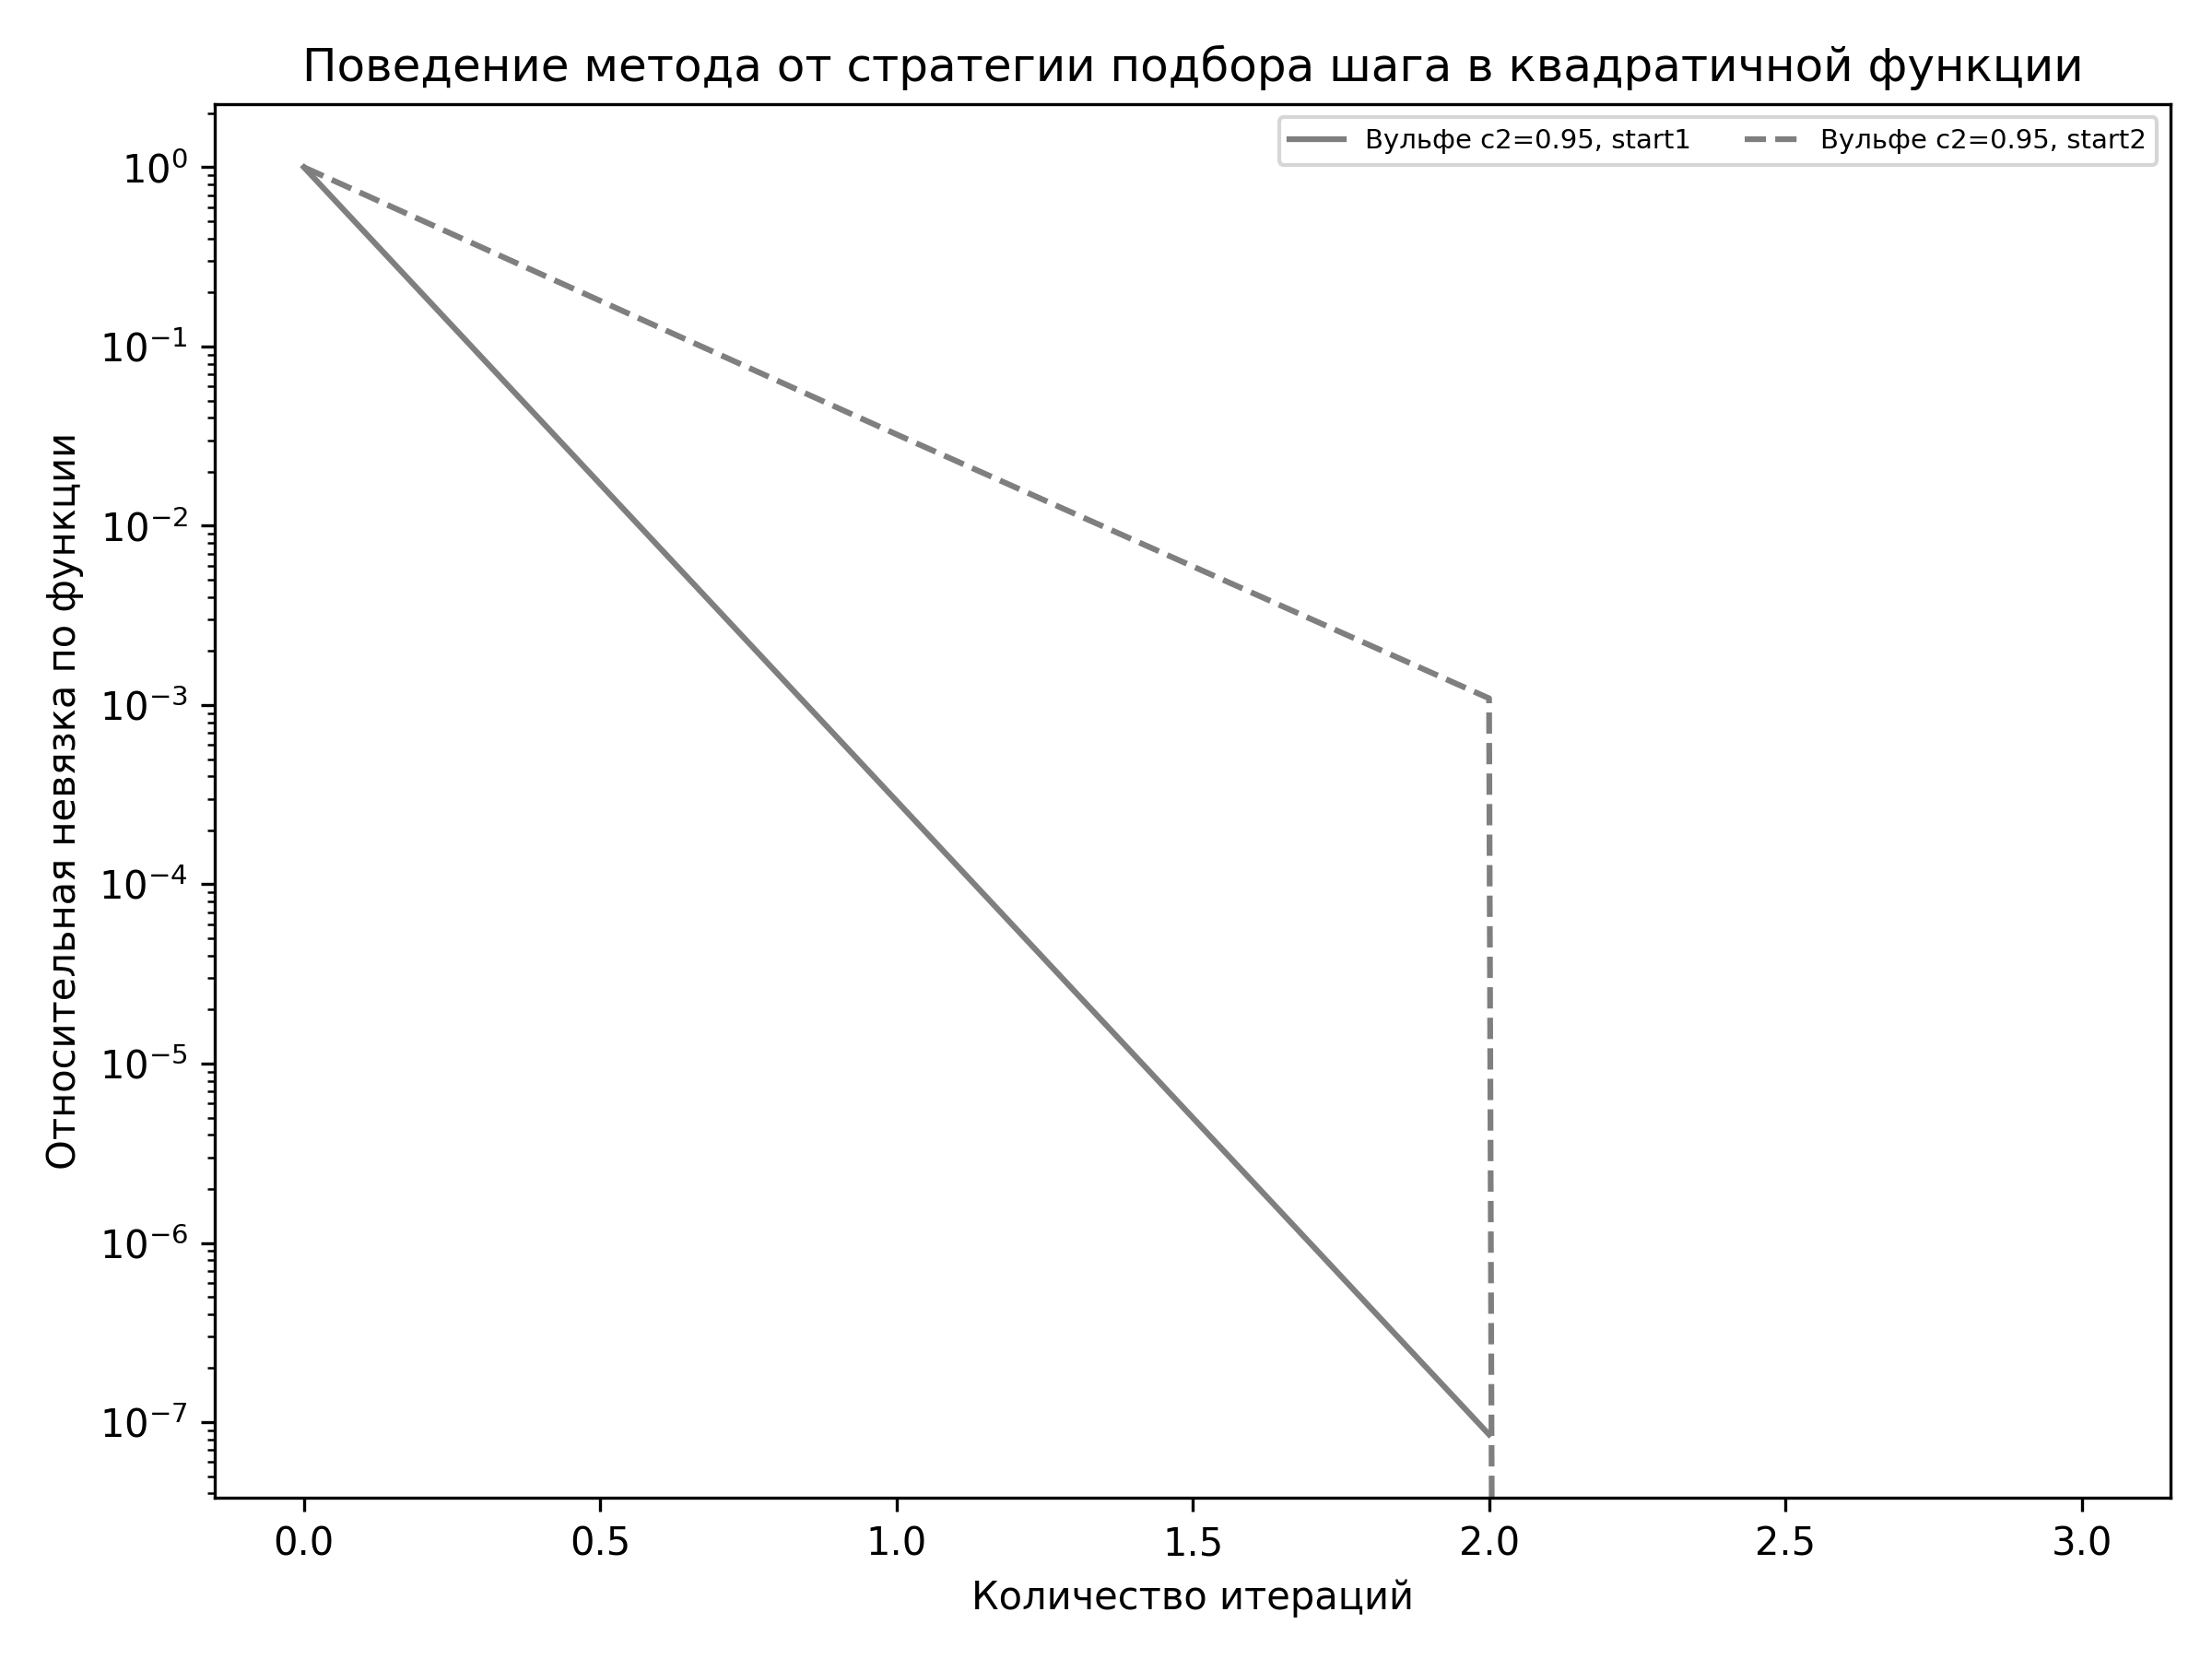 Поведение метода от стратегии подбора шага в квадратичной функции
Вульфе c2=0.95, start1
Вульфе c2=0.95, start2
Относительная невязка по функции
10⁰
10⁻¹
10⁻²
10⁻³
10⁻⁴
10⁻⁵
10⁻⁶
10⁻⁷
0.0 0.5 1.0 1.5 2.0 2.5 3.0
Количество итераций